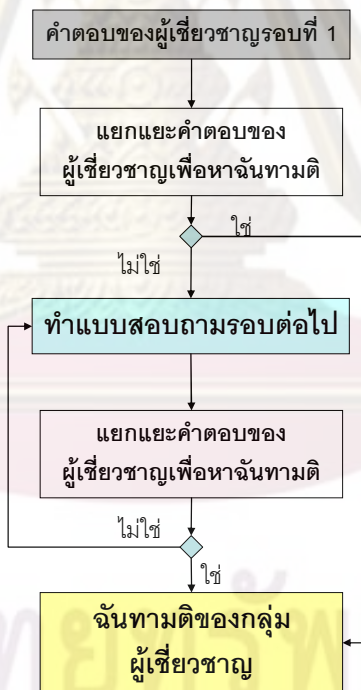 คำตอบของผู้เชี่ยวชาญรอบที่ 1
แยกแยะคำตอบของ
ผู้เชี่ยวชาญเพื่อหาฉันทามติ
ใช่
ไม่ใช่
ทำแบบสอบถามรอบต่อไป
แยกแยะคำตอบของ
ผู้เชี่ยวชาญเพื่อหาฉันทามติ
ไม่ใช่
ใช่
ฉันทามติของกลุ่ม
ผู้เชี่ยวชาญ